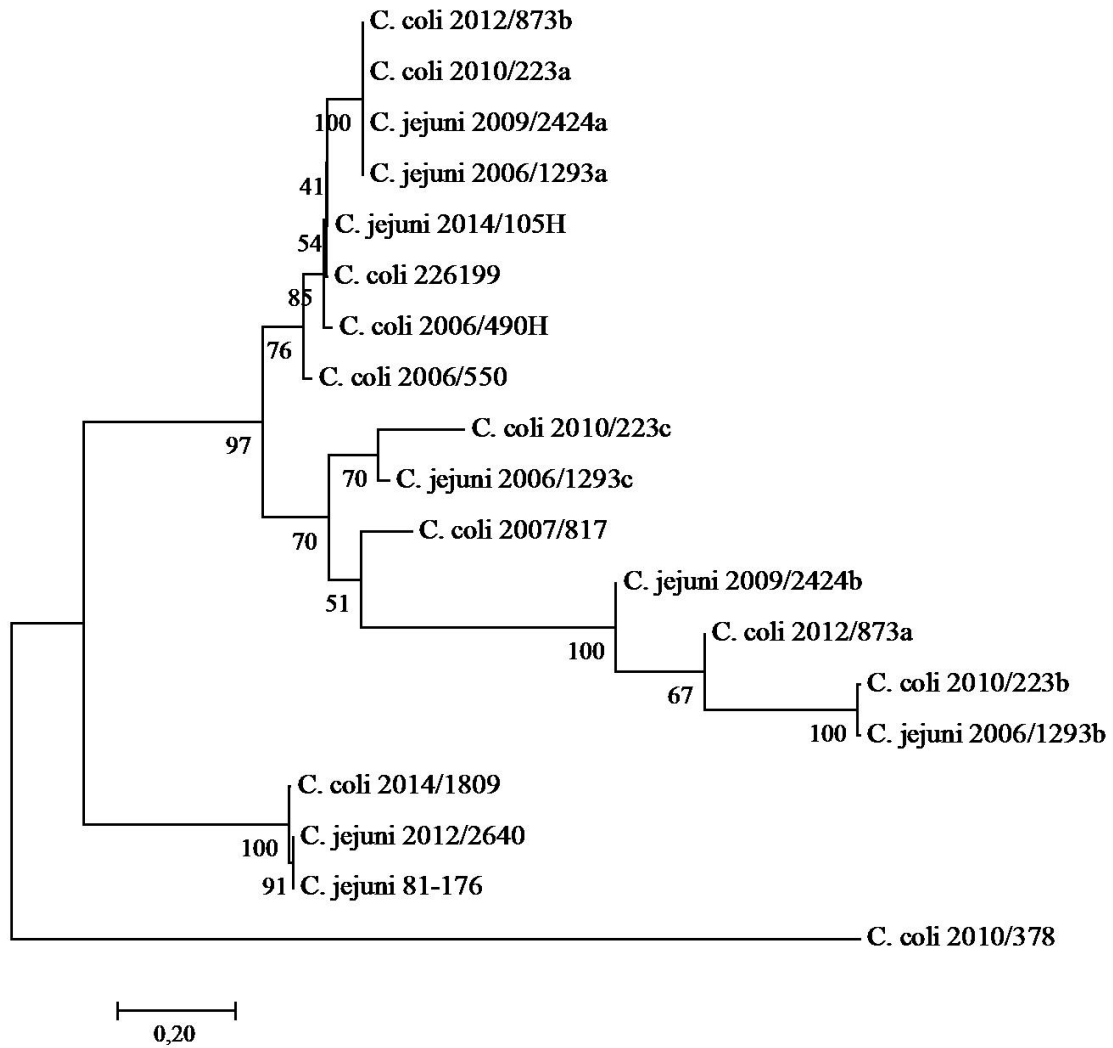 C. coli 2012/873b
C. coli 2010/223a
100
C. jejuni 2009/2424a
C. jejuni 2006/1293a
41
C. jejuni 2014/105H
54
C. coli 226199
85
C. coli 2006/490H
76
C. coli 2006/550
C. coli 2010/223c
97
70
C. jejuni 2006/1293c
C. coli 2007/817
70
C. jejuni 2009/2424b
51
C. coli 2012/873a
100
C. coli 2010/223b
67
C. jejuni 2006/1293b
100
C. coli 2014/1809
C. jejuni 2012/2640
100
C. jejuni 81-176
91
C. coli 2010/378
0,20